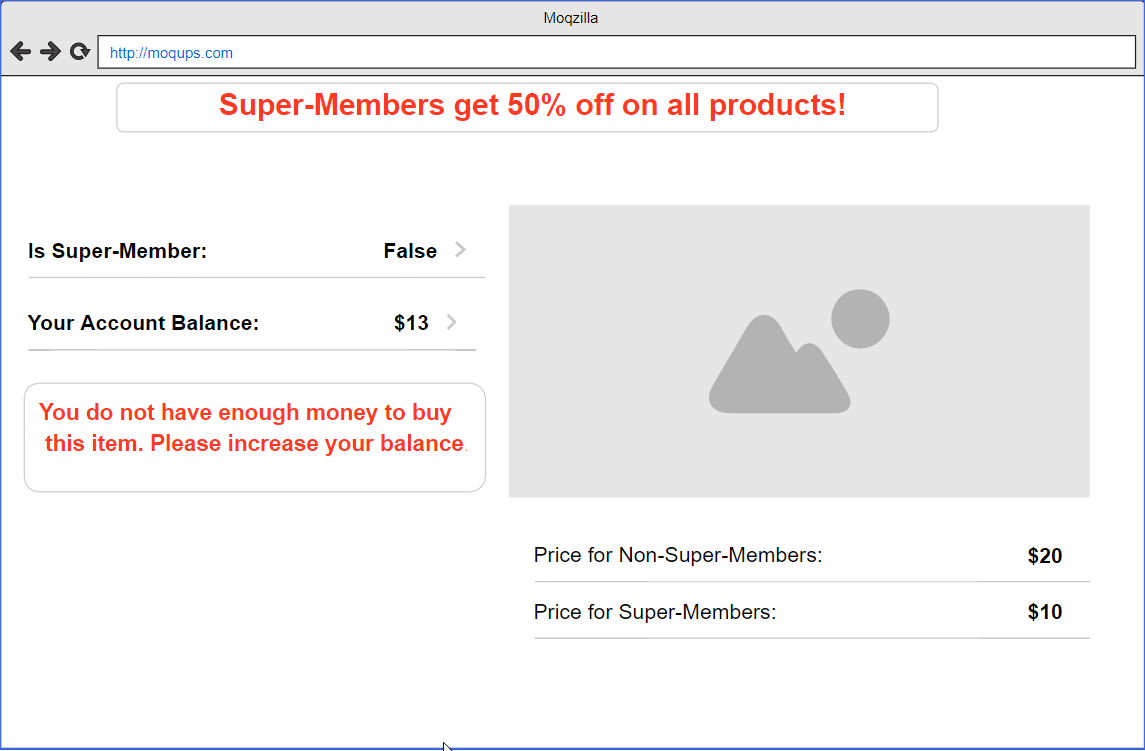 Moqzilla
http://moqups.com
Super-Members get 50% off on all products!
Is Super-Member: False
Your Account Balance: $13
You do not have enough money to buy
this item. Please increase your balance.
Price for Non-Super-Members: $20
Price for Super-Members: $10